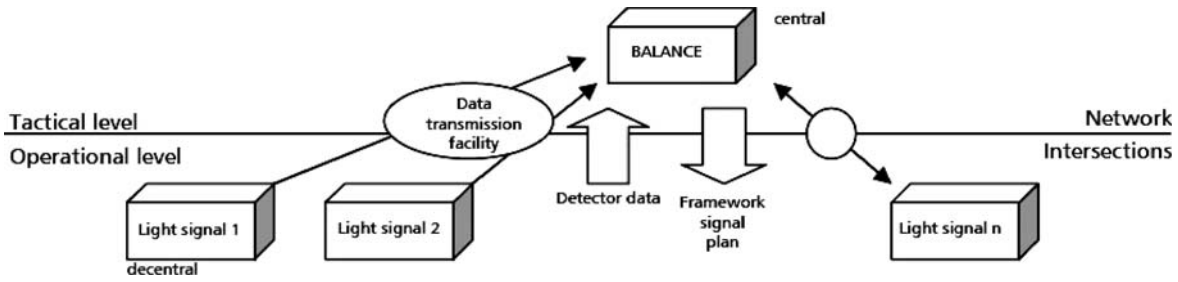 central
BALANCE
Data
transmission
facility
Tactical level
Network
Operational level
Intersections
Detector data
Framework
signal
plan
Light signal 1
Light signal 2
Light signal n
decentral